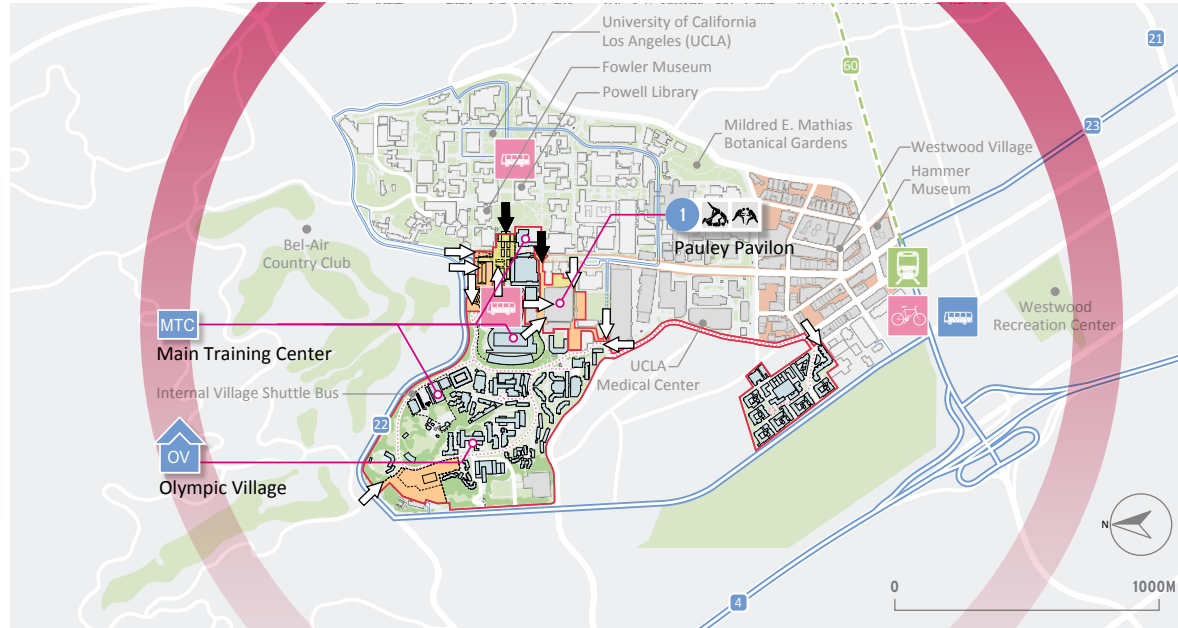 University of California
Los Angeles (UCLA)
Fowler Museum
Powell Library
21
60
23
Mildred E. Mathias
Botanical Gardens
Westwood Village
Hammer
Museum
1
Pauley Pavilon
Bel-Air
Country Club
MTC
Main Training Center
Westwood
Recreation Center
UCLA
Medical Center
Internal Village Shuttle Bus
22
OV
Olympic Village
N
0
1000M
4